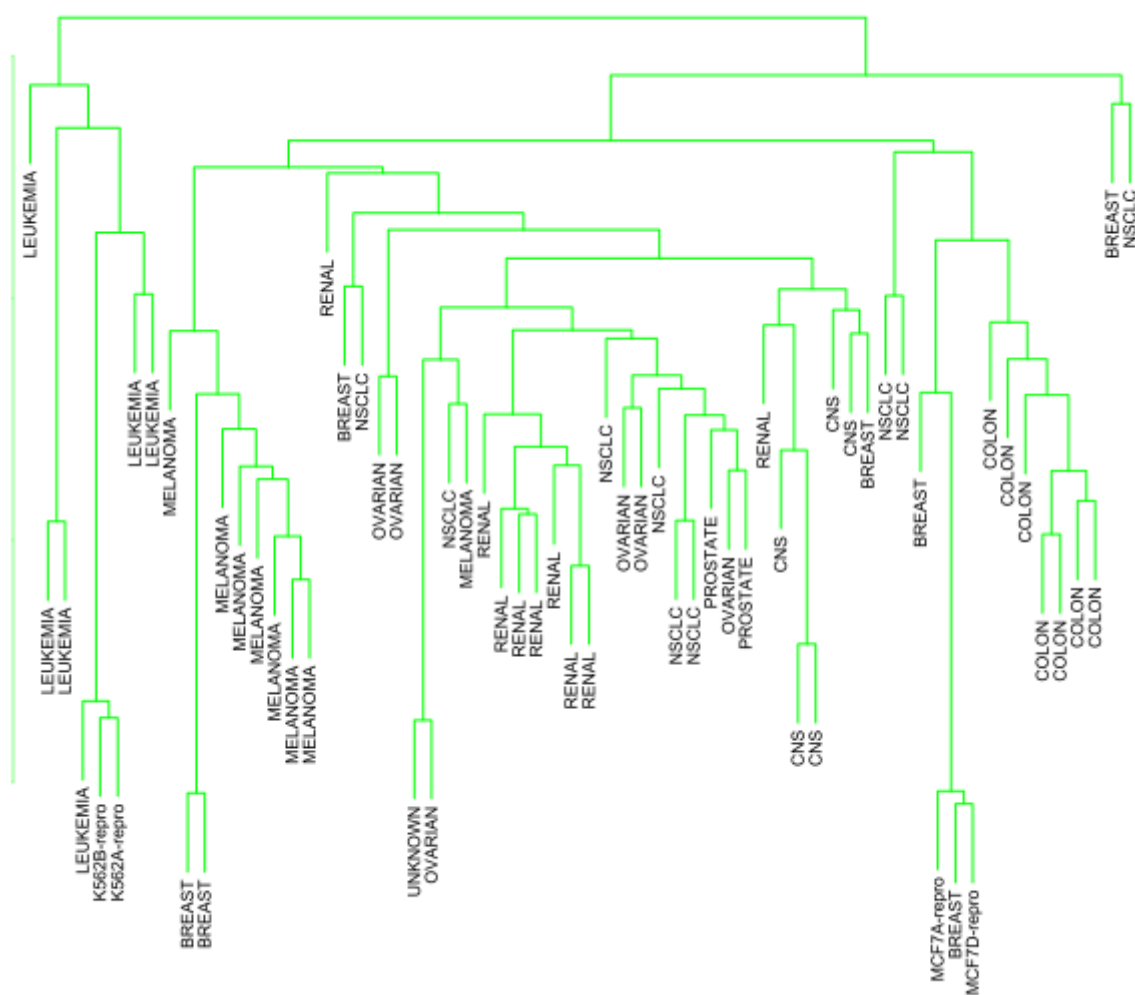 LEUKEMIA
LEUKEMIA
LEUKEMIA
LEUKEMIA
K562B-repro
K562A-repro
LEUKEMIA
LEUKEMIA
MELANOMA
BREAST
BREAST
MELANOMA
MELANOMA
MELANOMA
MELANOMA
MELANOMA
MELANOMA
RENAL
BREAST
NSCLC
OVARIAN
OVARIAN
UNKNOWN
OVARIAN
NSCLC
MELANOMA
RENAL
RENAL
RENAL
RENAL
RENAL
RENAL
RENAL
NSCLC
OVARIAN
OVARIAN
NSCLC
NSCLC
NSCLC
PROSTATE
OVARIAN
PROSTATE
RENAL
CNS
CNS
CNS
CNS
CNS
BREAST
NSCLC
NSCLC
BREAST
MCF7A-repro
BREAST
MCF7D-repro
COLON
COLON
COLON
COLON
COLON
COLON
COLON
BREAST
NSCLC